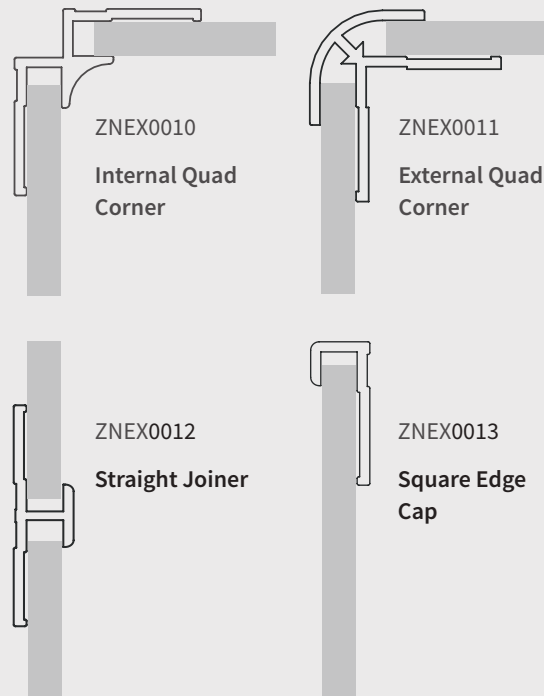 ZNEX0010
Internal Quad
Corner
ZNEX0011
External Quad
Corner
ZNEX0012
Straight Joiner
ZNEX0013
Square Edge
Cap